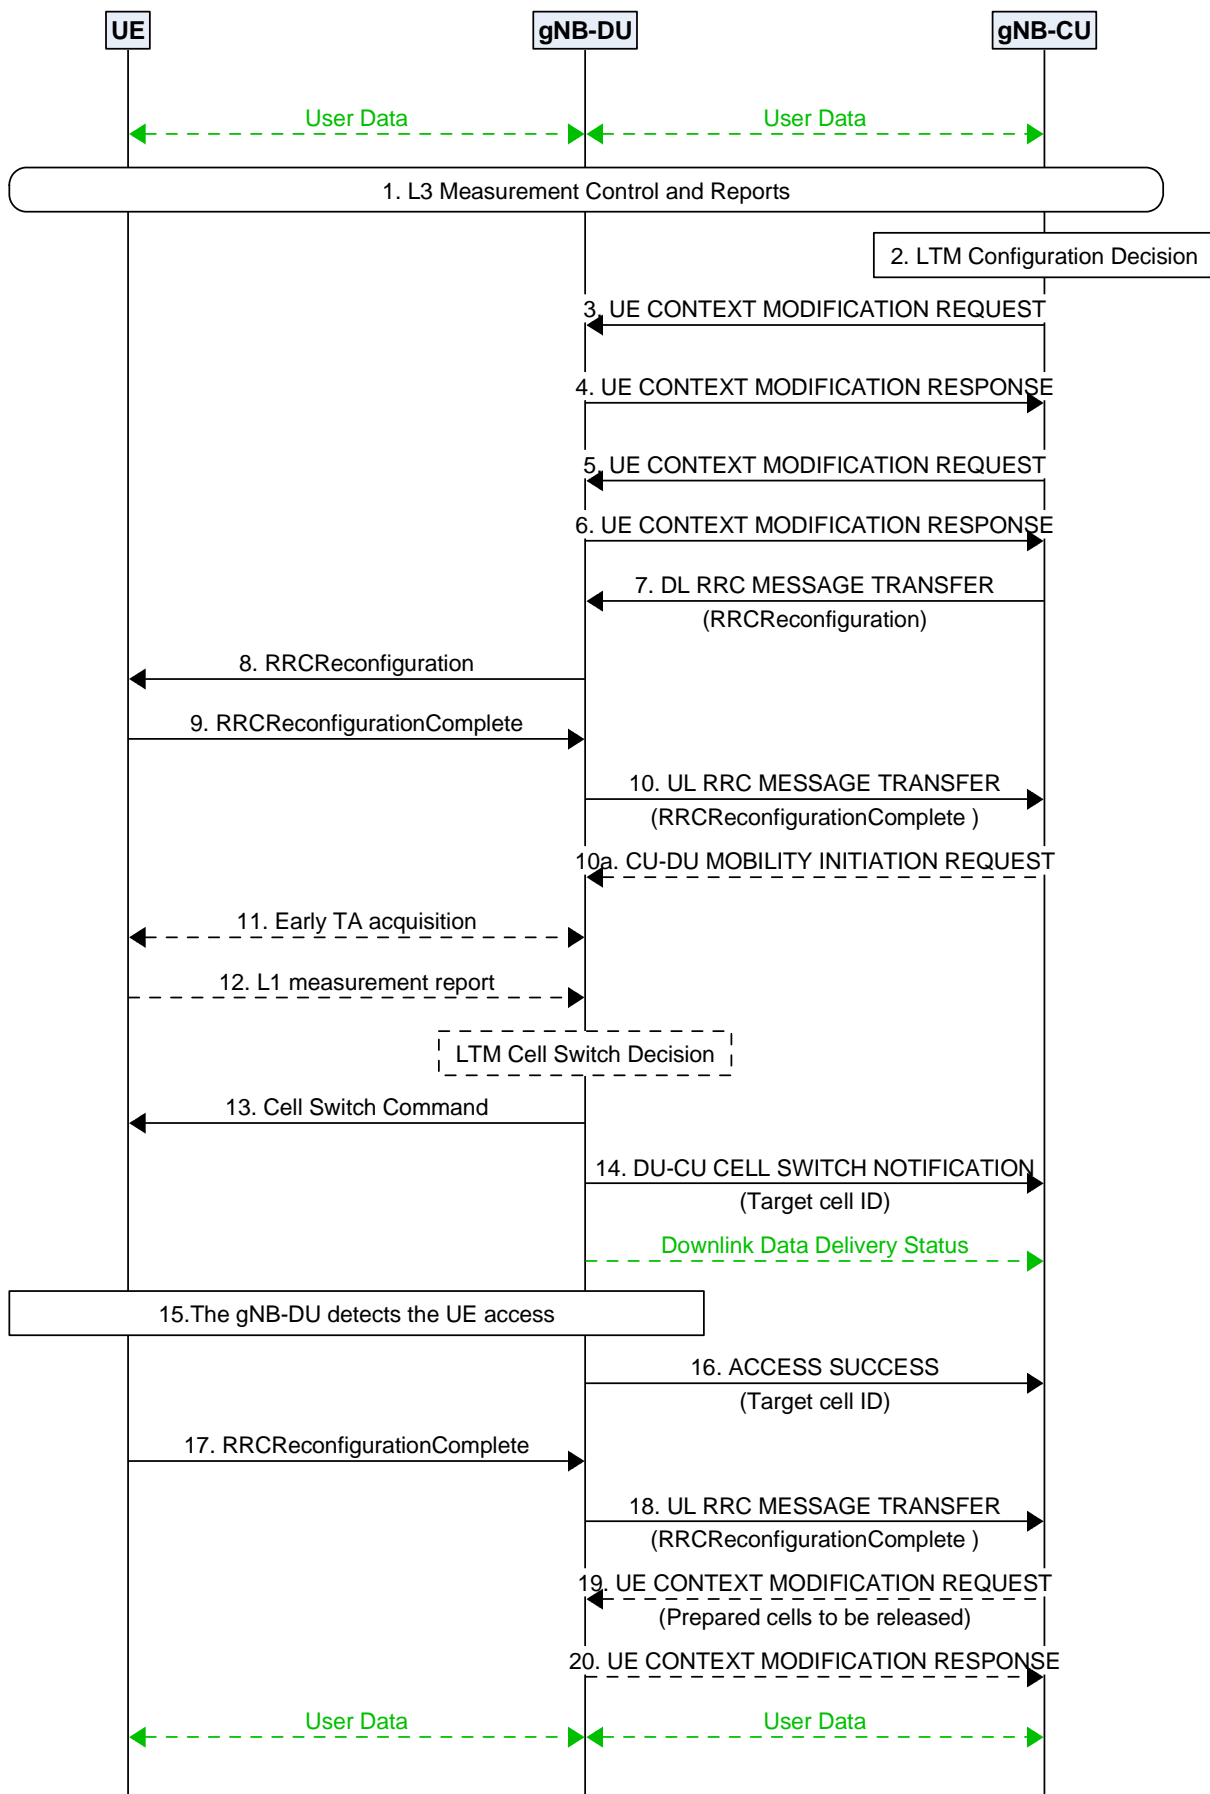 UE
gNB-DU
gNB-CU
User Data
User Data
1. L3 Measurement Control and Reports
2. LTM Configuration Decision
3. UE CONTEXT MODIFICATION REQUEST
4. UE CONTEXT MODIFICATION RESPONSE
5. UE CONTEXT MODIFICATION REQUEST
6. UE CONTEXT MODIFICATION RESPONSE
7. DL RRC MESSAGE TRANSFER
(RRCReconfiguration)
8. RRCReconfiguration
9. RRCReconfigurationComplete
10. UL RRC MESSAGE TRANSFER
(RRCReconfigurationComplete )
10a. CU-DU MOBILITY INITIATION REQUEST
11. Early TA acquisition
12. L1 measurement report
LTM Cell Switch Decision
13. Cell Switch Command
14. DU-CU CELL SWITCH NOTIFICATION
(Target cell ID)
Downlink Data Delivery Status
15.The gNB-DU detects the UE access
16. ACCESS SUCCESS
(Target cell ID)
17. RRCReconfigurationComplete
18. UL RRC MESSAGE TRANSFER
(RRCReconfigurationComplete )
19. UE CONTEXT MODIFICATION REQUEST
(Prepared cells to be released)
20. UE CONTEXT MODIFICATION RESPONSE
User Data
User Data